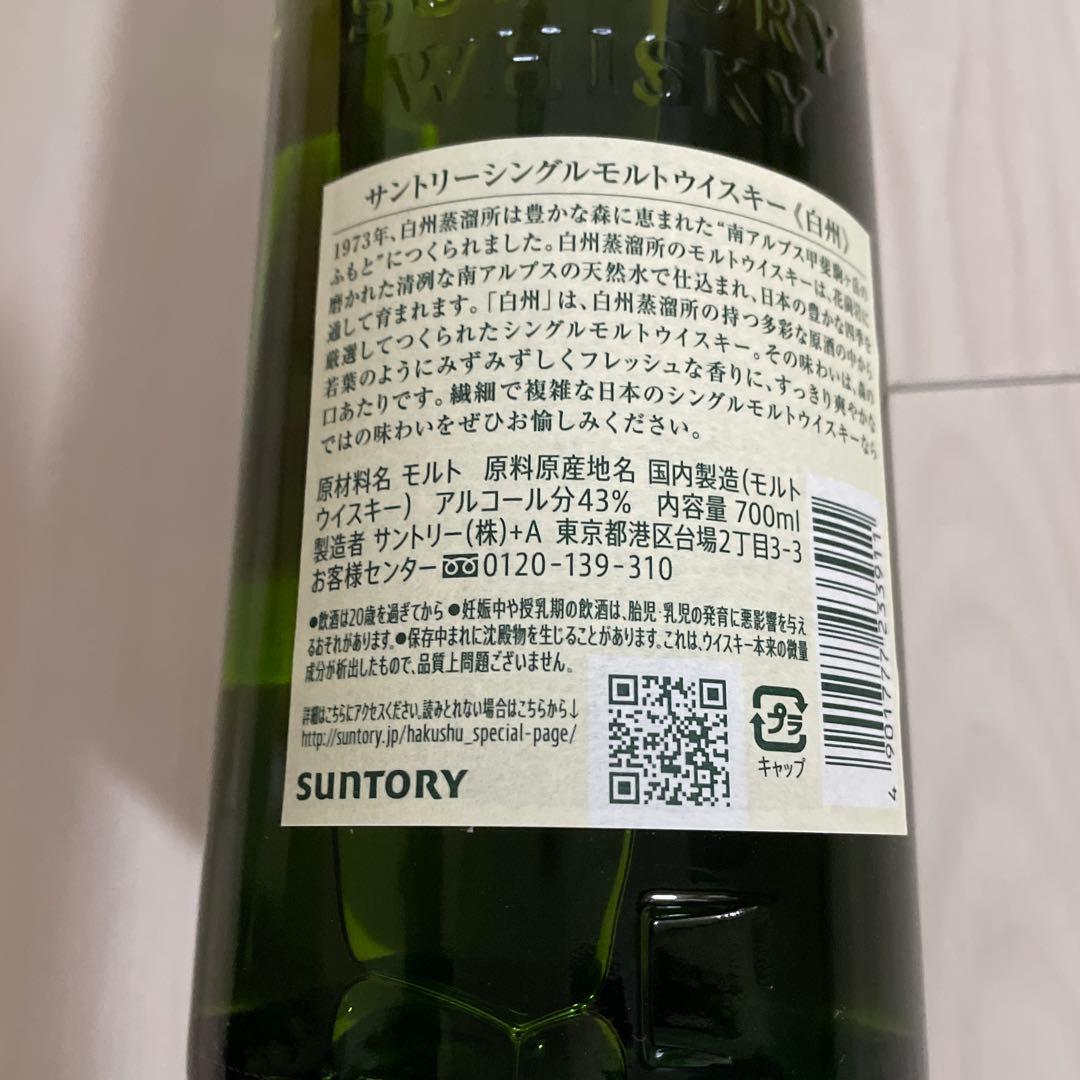 SUNTORY
WHISKY
サントリーシングルモルトウイスキー《白州》
1973年、白州蒸溜所は豊かな森に恵まれた“南アルプス甲斐駒ヶ岳の
ふもと”につくられました。白州蒸溜所のモルトウイスキーは、花崗岩に
磨かれた清冽な南アルプスの天然水で仕込まれ、日本の豊かな四季を
通して育まれます。「白州」は、白州蒸溜所の持つ多彩な原酒の中から
厳選してつくられたシングルモルトウイスキー。その味わいは、森の
若葉のようにみずみずしくフレッシュな香りに、すっきり爽やかな
口あたりです。繊細で複雑な日本のシングルモルトウイスキーなら
ではの味わいをぜひお愉しみください。
原材料名 モルト 原料原産地名 国内製造(モルト
ウイスキー) アルコール分43% 内容量 700ml
製造者 サントリー(株)+A 東京都港区台場2丁目3-3
お客様センター 0120-139-310
●飲酒は20歳を過ぎてから ●妊娠中や授乳期の飲酒は、胎児・乳児の発育に悪影響を与え
るおそれがあります。●保存中まれに沈殿物を生じることがあります。これは、ウイスキー本来の微量
成分が析出したもので、品質上問題ございません。
詳細はこちらにアクセスください。読みとれない場合はこちらから↓
http://suntory.jp/hakushu_special-page/
SUNTORY
プラ
キャップ
4 901777 233911